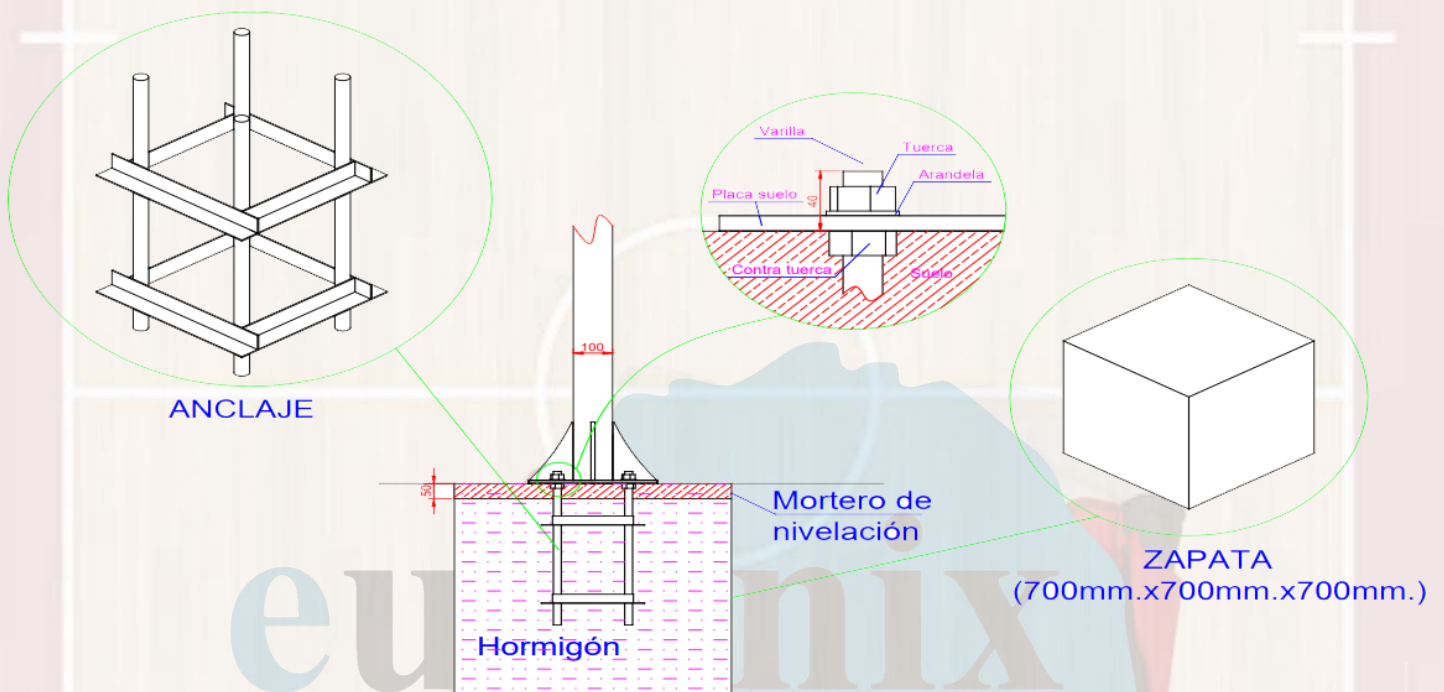 Varilla
Tuerca
Arandela
Placa suelo
40
Contra tuerca
Suelo
ANCLAJE
100
50
Mortero de
nivelación
Hormigón
ZAPATA
(700mm.x700mm.x700mm.)